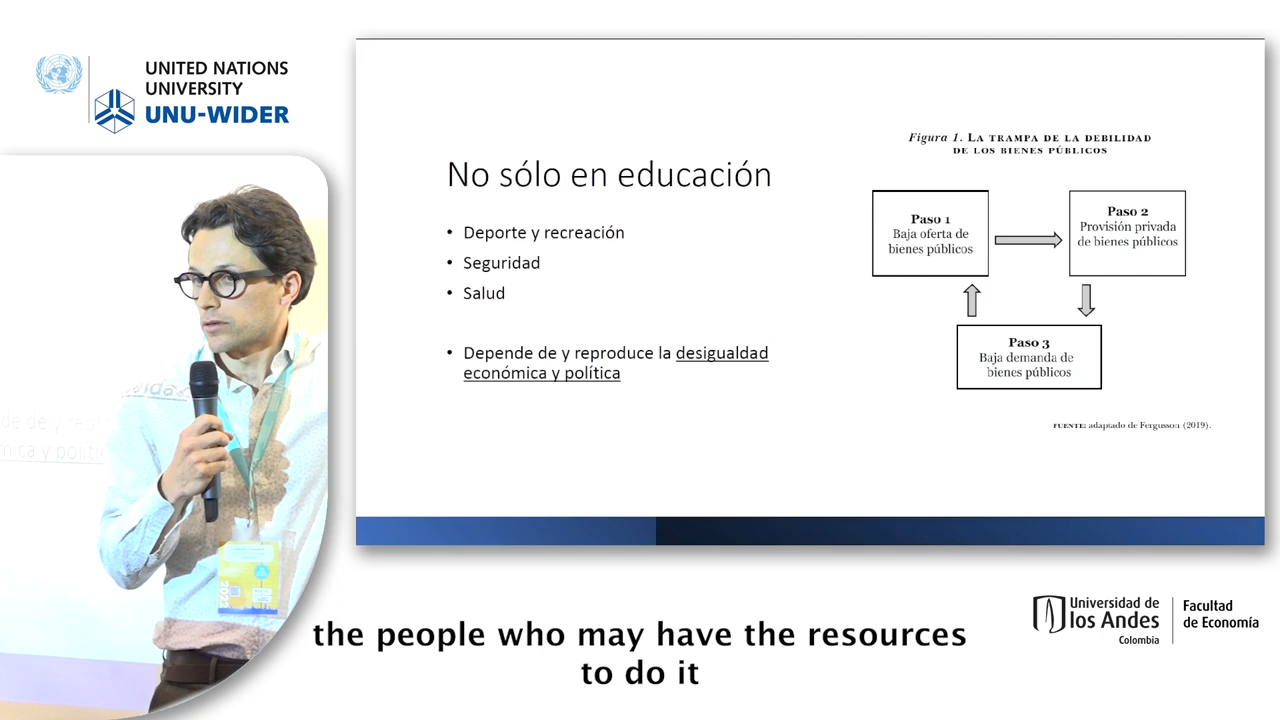 UNITED NATIONS
UNIVERSITY
UNU-WIDER
No sólo en educación
• Deporte y recreación
• Seguridad
• Salud
• Depende de y reproduce la desigualdad
económica y política
Figura 1. LA TRAMPA DE LA DEBILIDAD
DE LOS BIENES PÚBLICOS
Paso 1
Baja oferta de
bienes públicos
Paso 2
Provisión privada
de bienes públicos
Paso 3
Baja demanda de
bienes públicos
FUENTE: adaptado de Fergusson (2019).
the people who may have the resources
to do it
Universidad de
los Andes
Colombia
Facultad
de Economía